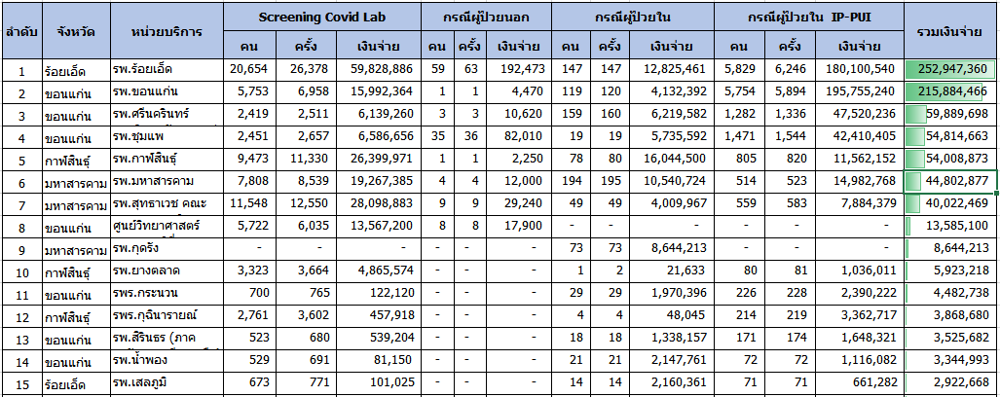 ลำดับ จังหวัด หน่วยบริการ Screening Covid Lab กรณีผู้ป่วยนอก กรณีผู้ป่วยใน กรณีผู้ป่วยใน IP-PUI รวมเงินจ่าย
คน ครั้ง เงินจ่าย คน ครั้ง เงินจ่าย คน ครั้ง เงินจ่าย คน ครั้ง เงินจ่าย
1 ร้อยเอ็ด รพ.ร้อยเอ็ด 20,654 26,378 59,828,886 59 63 192,473 147 147 12,825,461 5,829 6,246 180,100,540 252,947,360
2 ขอนแก่น รพ.ขอนแก่น 5,753 6,958 15,992,364 1 1 4,470 119 120 4,132,392 5,754 5,894 195,755,240 215,884,466
3 ขอนแก่น รพ.ศรีนครินทร์ 2,419 2,511 6,139,260 3 3 10,620 159 160 6,219,582 1,282 1,336 47,520,236 59,889,698
4 ขอนแก่น รพ.ชุมแพ 2,451 2,657 6,586,656 35 36 82,010 19 19 5,735,592 1,471 1,544 42,410,405 54,814,663
5 กาฬสินธุ์ รพ.กาฬสินธุ์ 9,473 11,330 26,399,971 1 1 2,250 78 80 16,044,500 805 820 11,562,152 54,008,873
6 มหาสารคาม รพ.มหาสารคาม 7,808 8,539 19,267,385 4 4 12,000 194 195 10,540,724 514 523 14,982,768 44,802,877
7 มหาสารคาม รพ.สุทธาเวช คณะ 11,548 12,550 28,098,883 9 9 29,240 49 49 4,009,967 559 583 7,884,379 40,022,469
8 ขอนแก่น ศูนย์วิทยาศาสตร์ 5,722 6,035 13,567,200 8 8 17,900 - - - - - - 13,585,100
9 มหาสารคาม รพ.กุดรัง - - - - - - 73 73 8,644,213 - - - 8,644,213
10 กาฬสินธุ์ รพ.ยางตลาด 3,323 3,664 4,865,574 - - - 1 2 21,633 80 81 1,036,011 5,923,218
11 ขอนแก่น รพร.กระนวน 700 765 122,120 - - - 29 29 1,970,396 226 228 2,390,222 4,482,738
12 กาฬสินธุ์ รพร.กุฉินารายณ์ 2,761 3,602 457,918 - - - 4 4 48,045 214 219 3,362,717 3,868,680
13 ขอนแก่น รพ.สิรินธร (ภาค 523 680 539,204 - - - 18 18 1,338,157 171 174 1,648,321 3,525,682
14 ขอนแก่น รพ.น้ำพอง 529 691 81,150 - - - 21 21 2,147,761 72 72 1,116,082 3,344,993
15 ร้อยเอ็ด รพ.เสลภูมิ 673 771 101,025 - - - 14 14 2,160,361 71 71 661,282 2,922,668